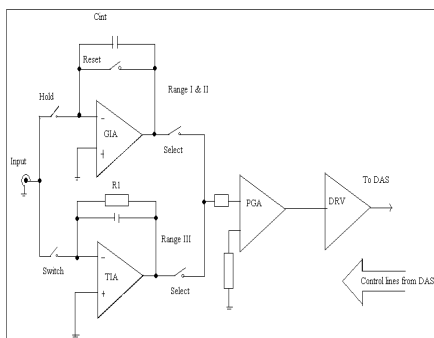 Cint
Reset
Range I & II
Hold
GIA
Select
Input
To DAS
R1
PGA
DRV
Range III
Switch
TIA
Select
Control lines from DAS